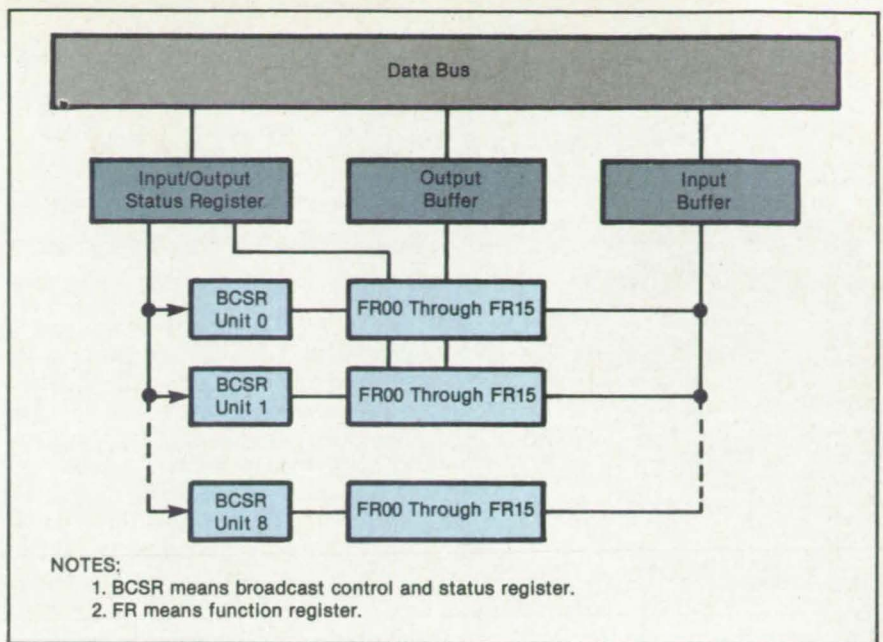 Data Bus
Input/Output
Status Register
Output
Buffer
Input
Buffer
BCSR
Unit 0
FR00 Through FR15
BCSR
Unit 1
FR00 Through FR15
BCSR
Unit 8
FR00 Through FR15
NOTES:
1. BCSR means broadcast control and status register.
2. FR means function register.